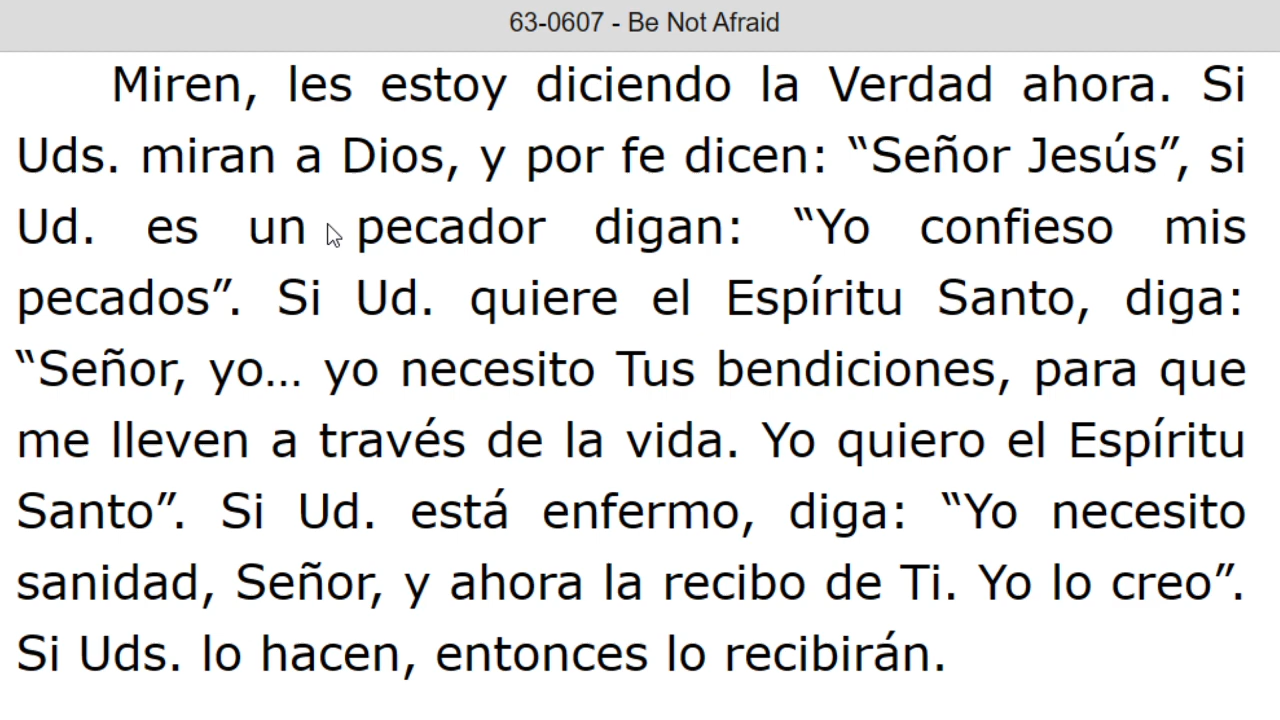 63-0607 - Be Not Afraid
Miren, les estoy diciendo la Verdad ahora. Si
Uds. miran a Dios, y por fe dicen: “Señor Jesús”, si
Ud. es un pecador digan: “Yo confieso mis
pecados”. Si Ud. quiere el Espíritu Santo, diga:
“Señor, yo… yo necesito Tus bendiciones, para que
me lleven a través de la vida. Yo quiero el Espíritu
Santo”. Si Ud. está enfermo, diga: “Yo necesito
sanidad, Señor, y ahora la recibo de Ti. Yo lo creo”.
Si Uds. lo hacen, entonces lo recibirán.